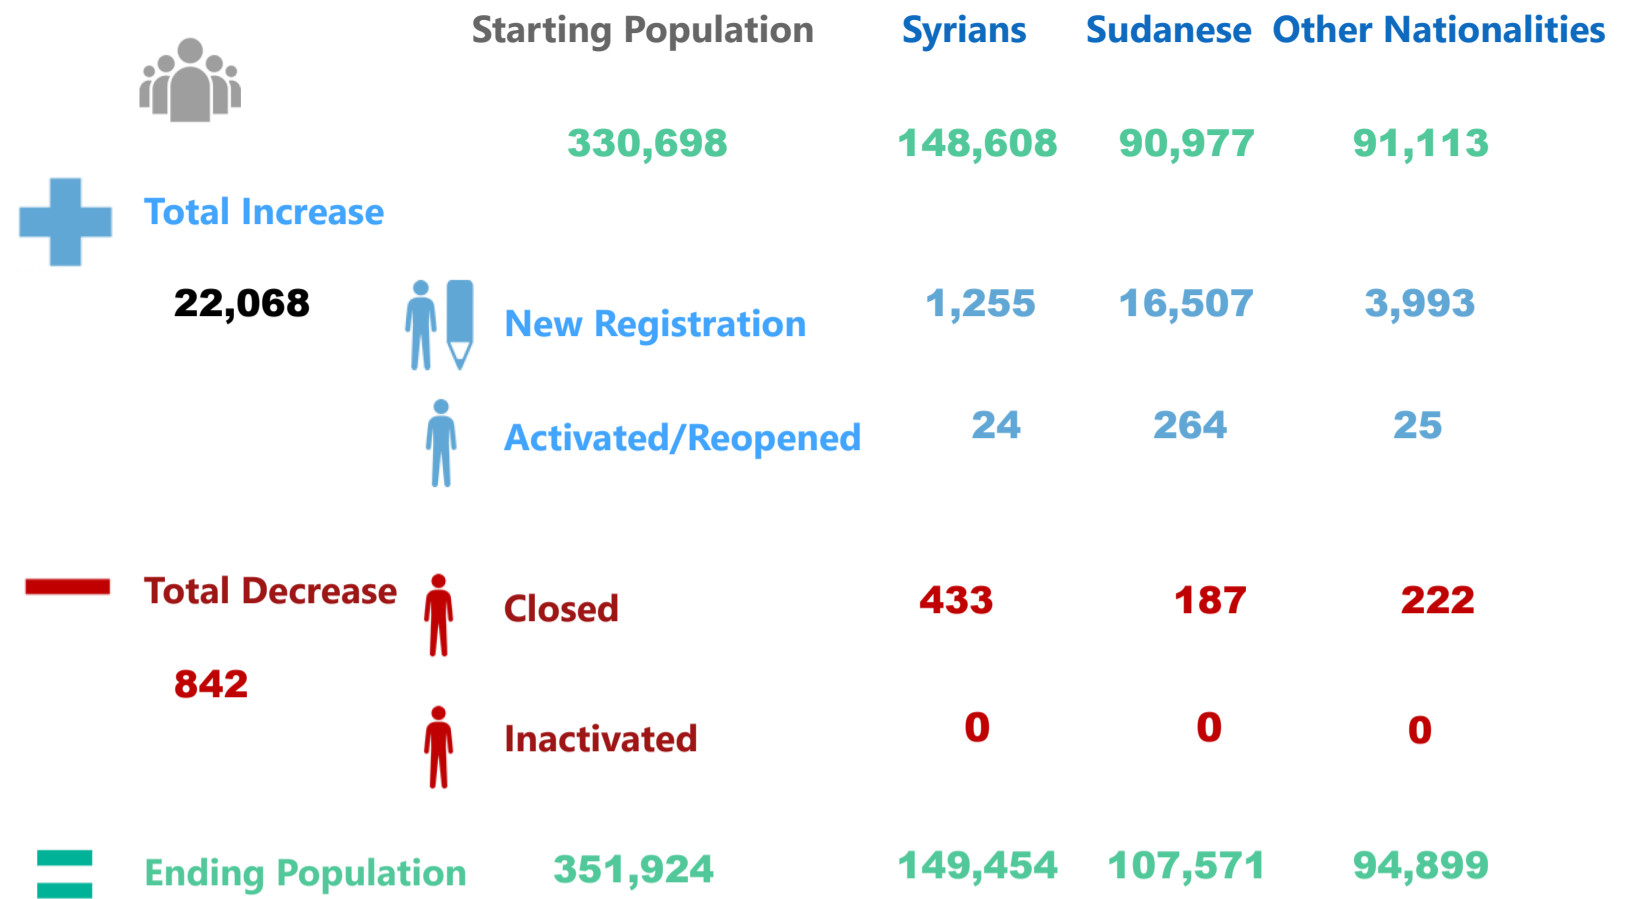 Starting Population Syrians Sudanese Other Nationalities
330,698 148,608 90,977 91,113
Total Increase
22,068 New Registration 1,255 16,507 3,993
Activated/Reopened 24 264 25
Total Decrease Closed 433 187 222
842
Inactivated 0 0 0
Ending Population 351,924 149,454 107,571 94,899